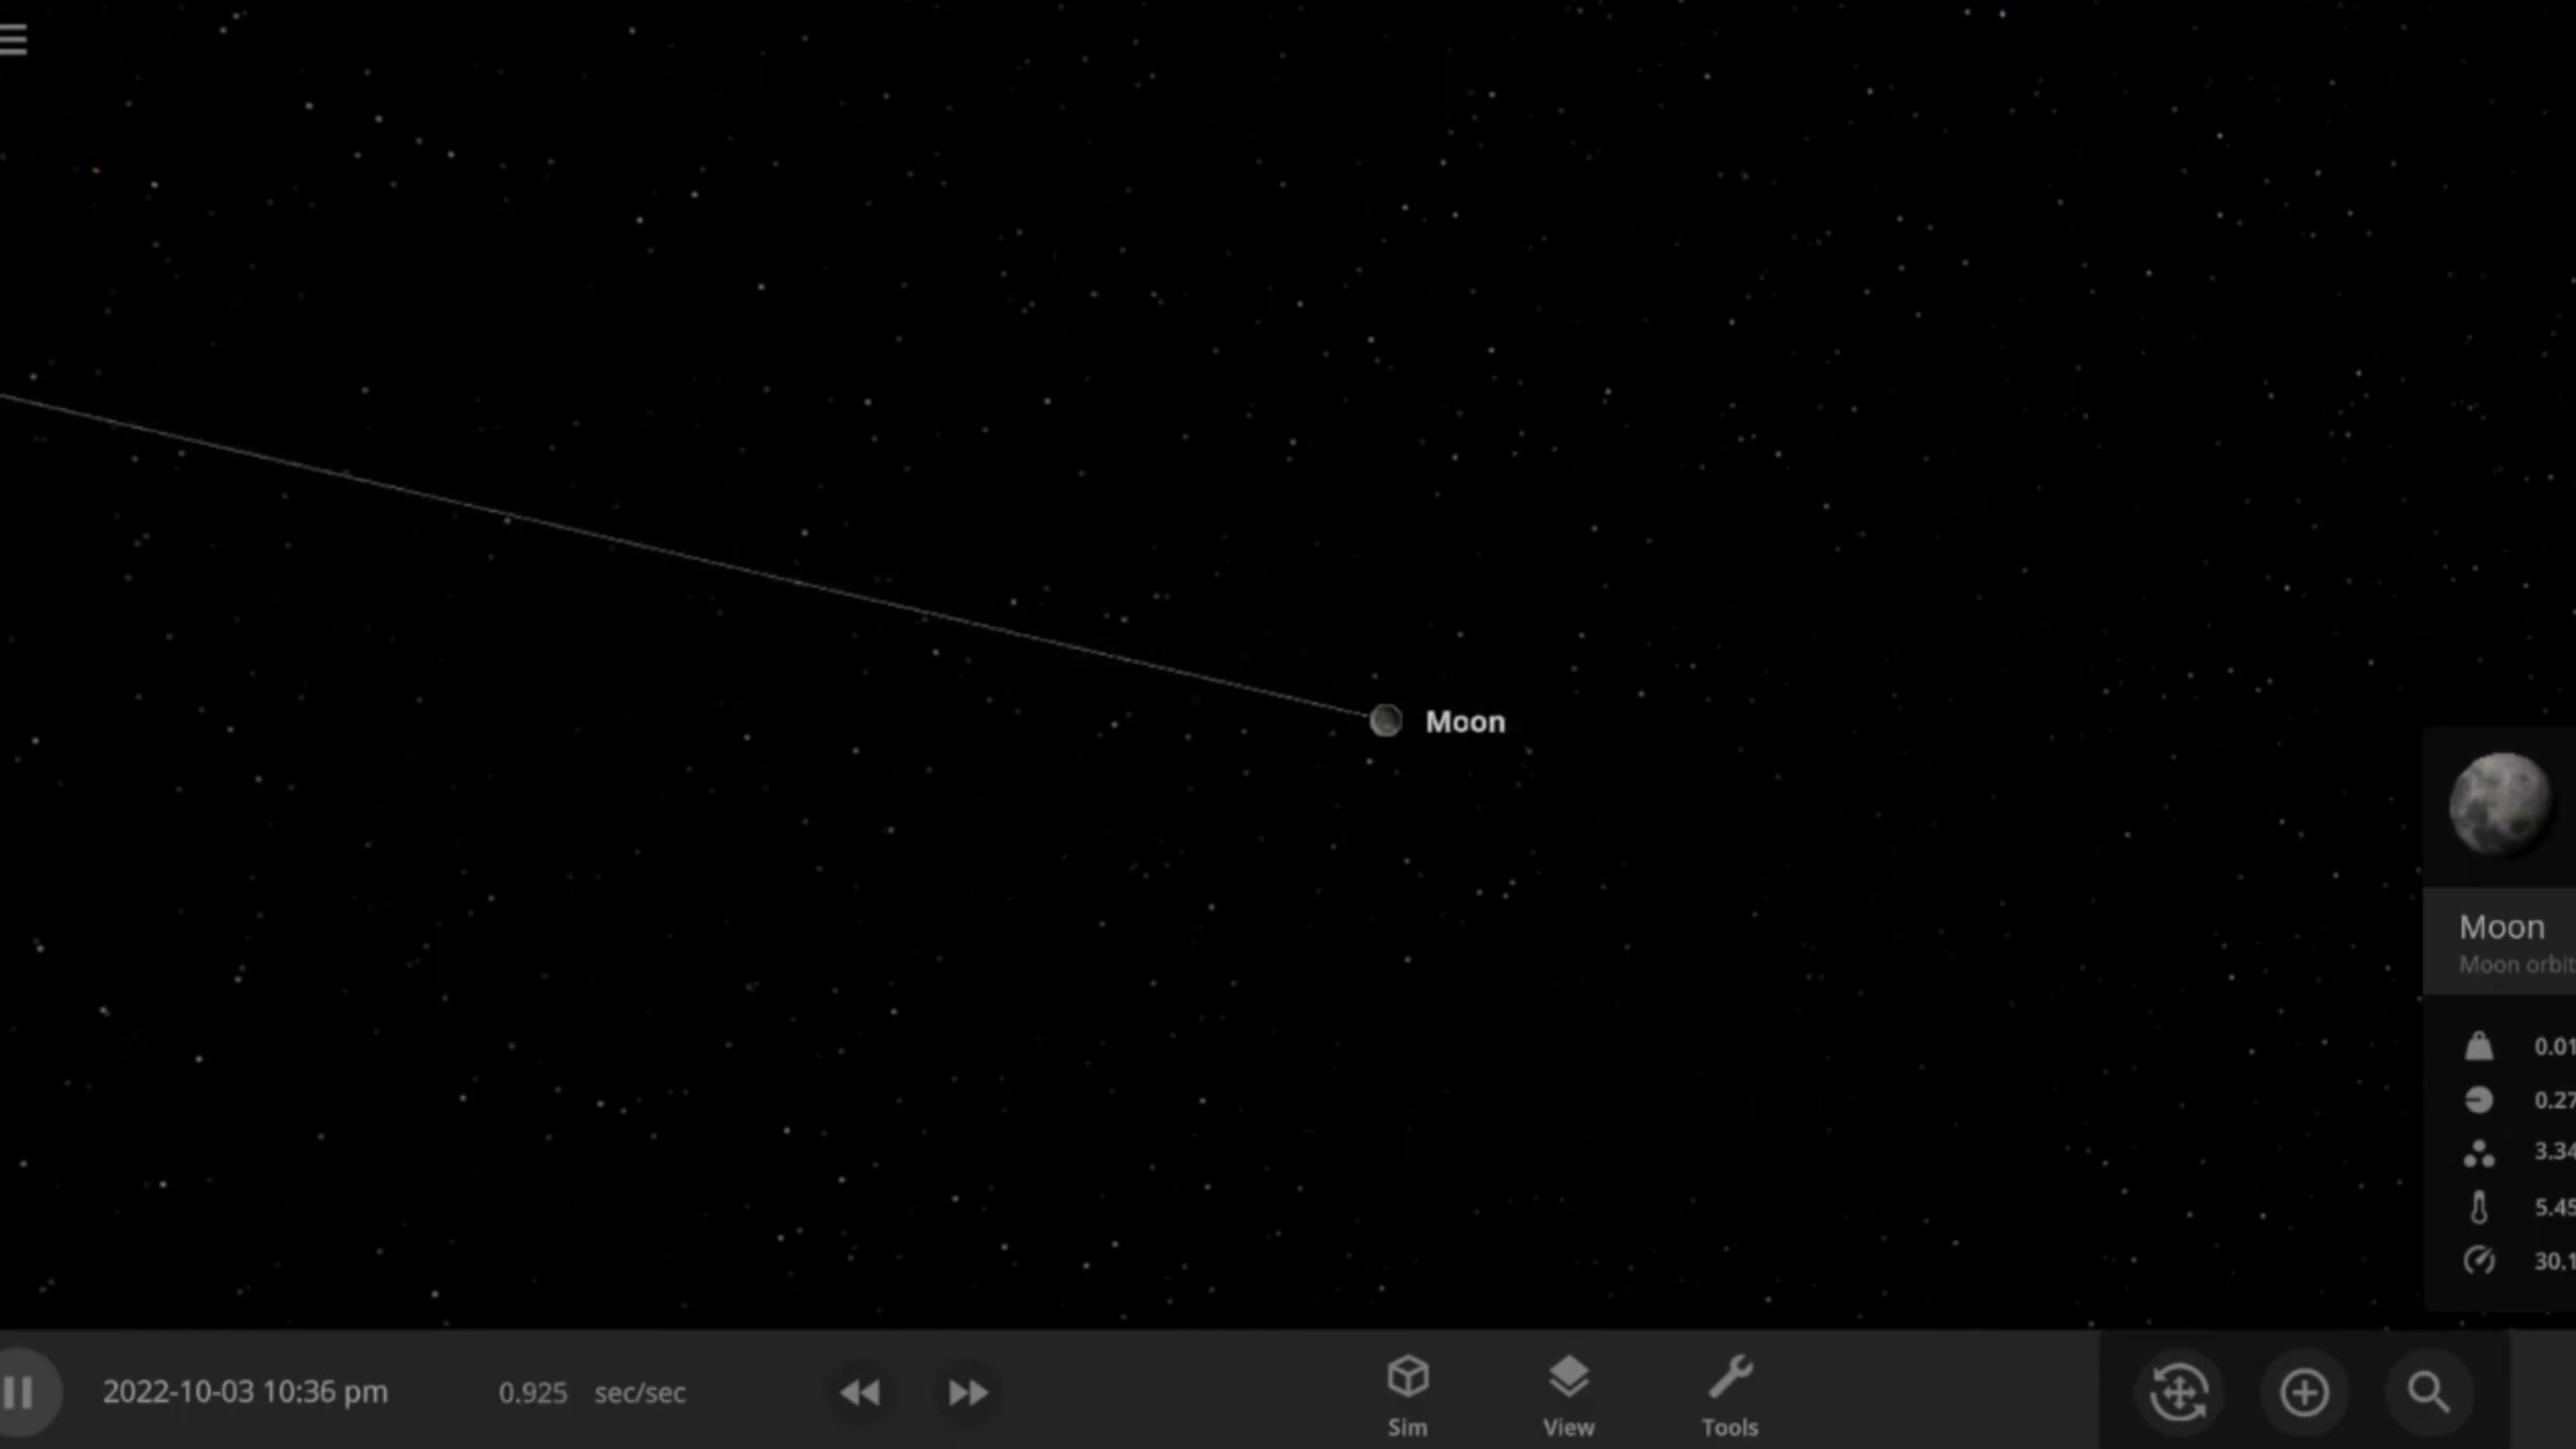 Moon
Moon
Moon orbit
0.01
0.27
3.34
5.45
30.1
2022-10-03 10:36 pm 0.925 sec/sec
Sim View Tools